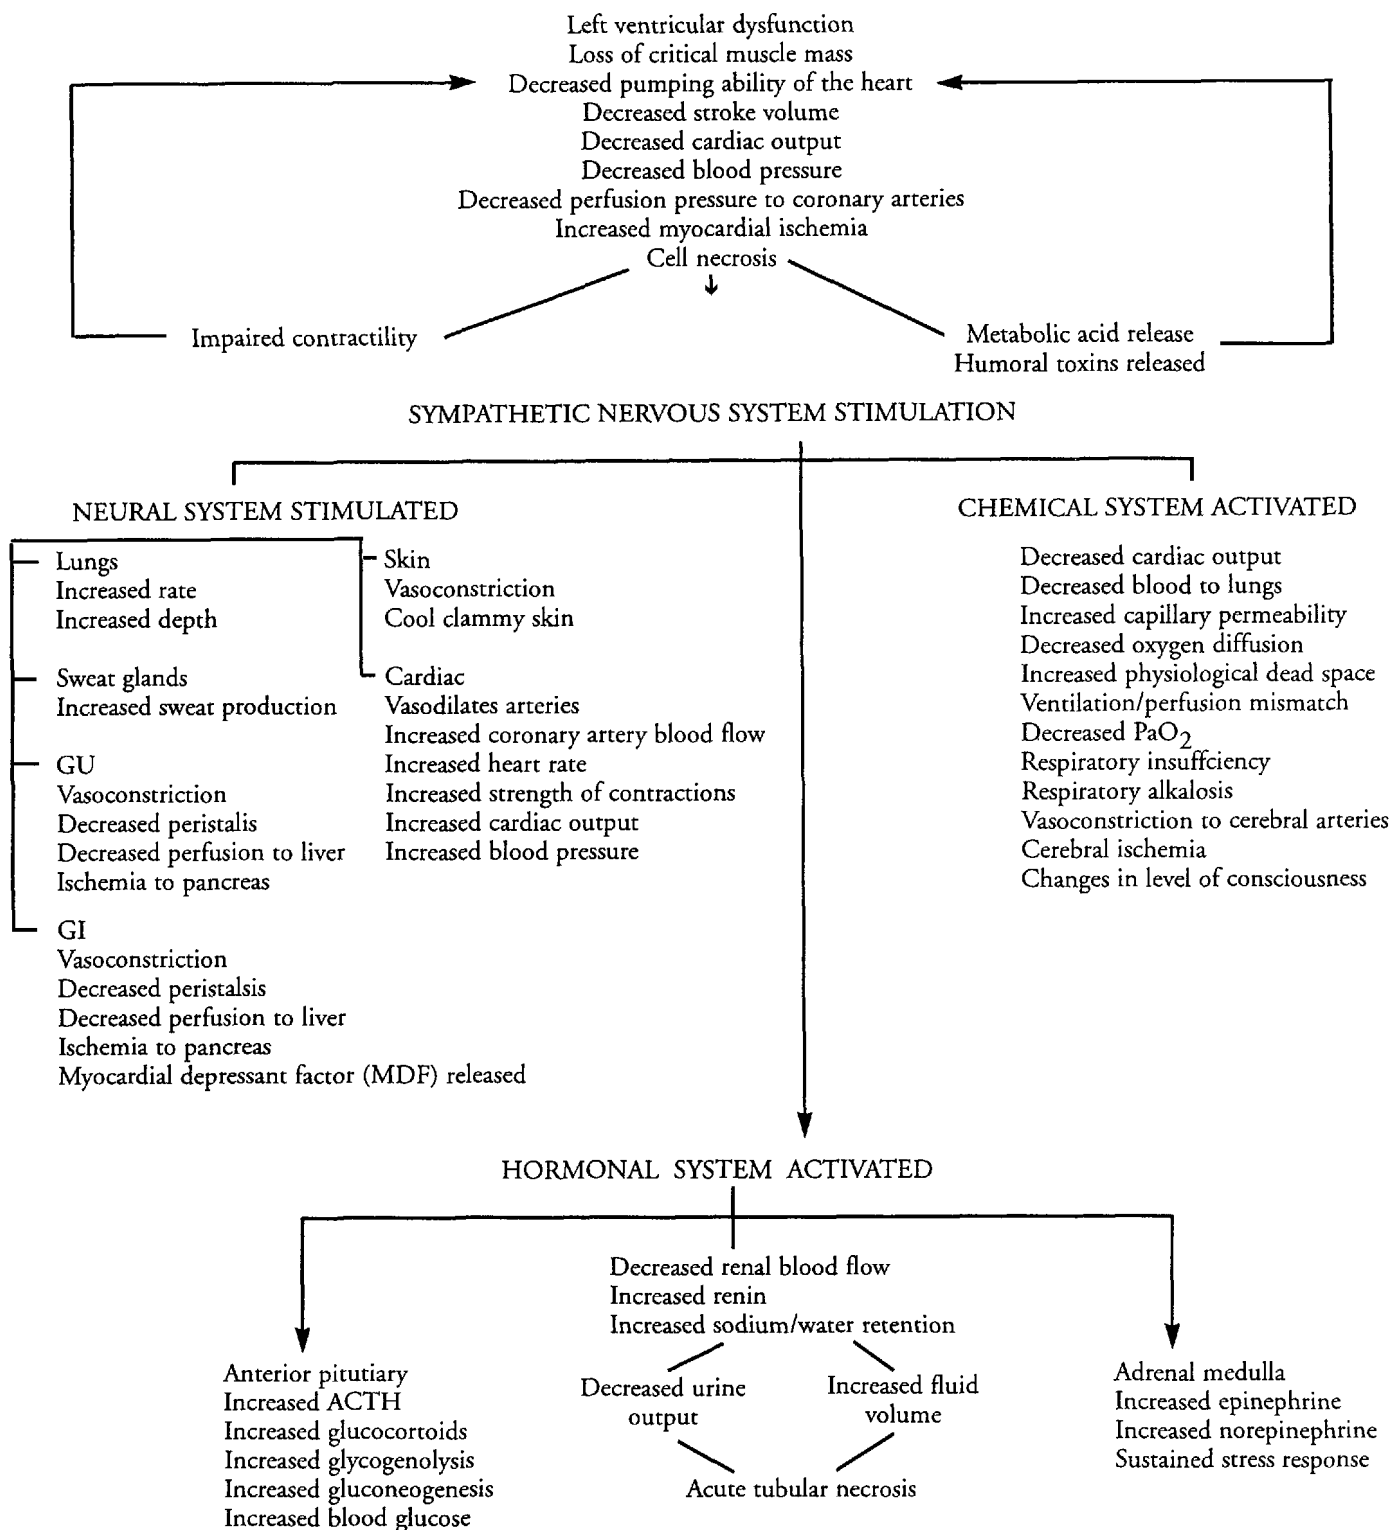 Left ventricular dysfunction
Loss of critical muscle mass
Decreased pumping ability of the heart
Decreased stroke volume
Decreased cardiac output
Decreased blood pressure
Decreased perfusion pressure to coronary arteries
Increased myocardial ischemia
Cell necrosis
Impaired contractility
Metabolic acid release
Humoral toxins released
SYMPATHETIC NERVOUS SYSTEM STIMULATION
NEURAL SYSTEM STIMULATED
Lungs
Increased rate
Increased depth
Sweat glands
Increased sweat production
GU
Vasoconstriction
Decreased peristalis
Decreased perfusion to liver
Ischemia to pancreas
GI
Vasoconstriction
Decreased peristalsis
Decreased perfusion to liver
Ischemia to pancreas
Myocardial depressant factor (MDF) released
Skin
Vasoconstriction
Cool clammy skin
Cardiac
Vasodilates arteries
Increased coronary artery blood flow
Increased heart rate
Increased strength of contractions
Increased cardiac output
Increased blood pressure
CHEMICAL SYSTEM ACTIVATED
Decreased cardiac output
Decreased blood to lungs
Increased capillary permeability
Decreased oxygen diffusion
Increased physiological dead space
Ventilation/perfusion mismatch
Decreased PaO2
Respiratory insuffciency
Respiratory alkalosis
Vasoconstriction to cerebral arteries
Cerebral ischemia
Changes in level of consciousness
HORMONAL SYSTEM ACTIVATED
Anterior pitutiary
Increased ACTH
Increased glucocortoids
Increased glycogenolysis
Increased gluconeogenesis
Increased blood glucose
Decreased renal blood flow
Increased renin
Increased sodium/water retention
Decreased urine
output
Increased fluid
volume
Acute tubular necrosis
Adrenal medulla
Increased epinephrine
Increased norepinephrine
Sustained stress response